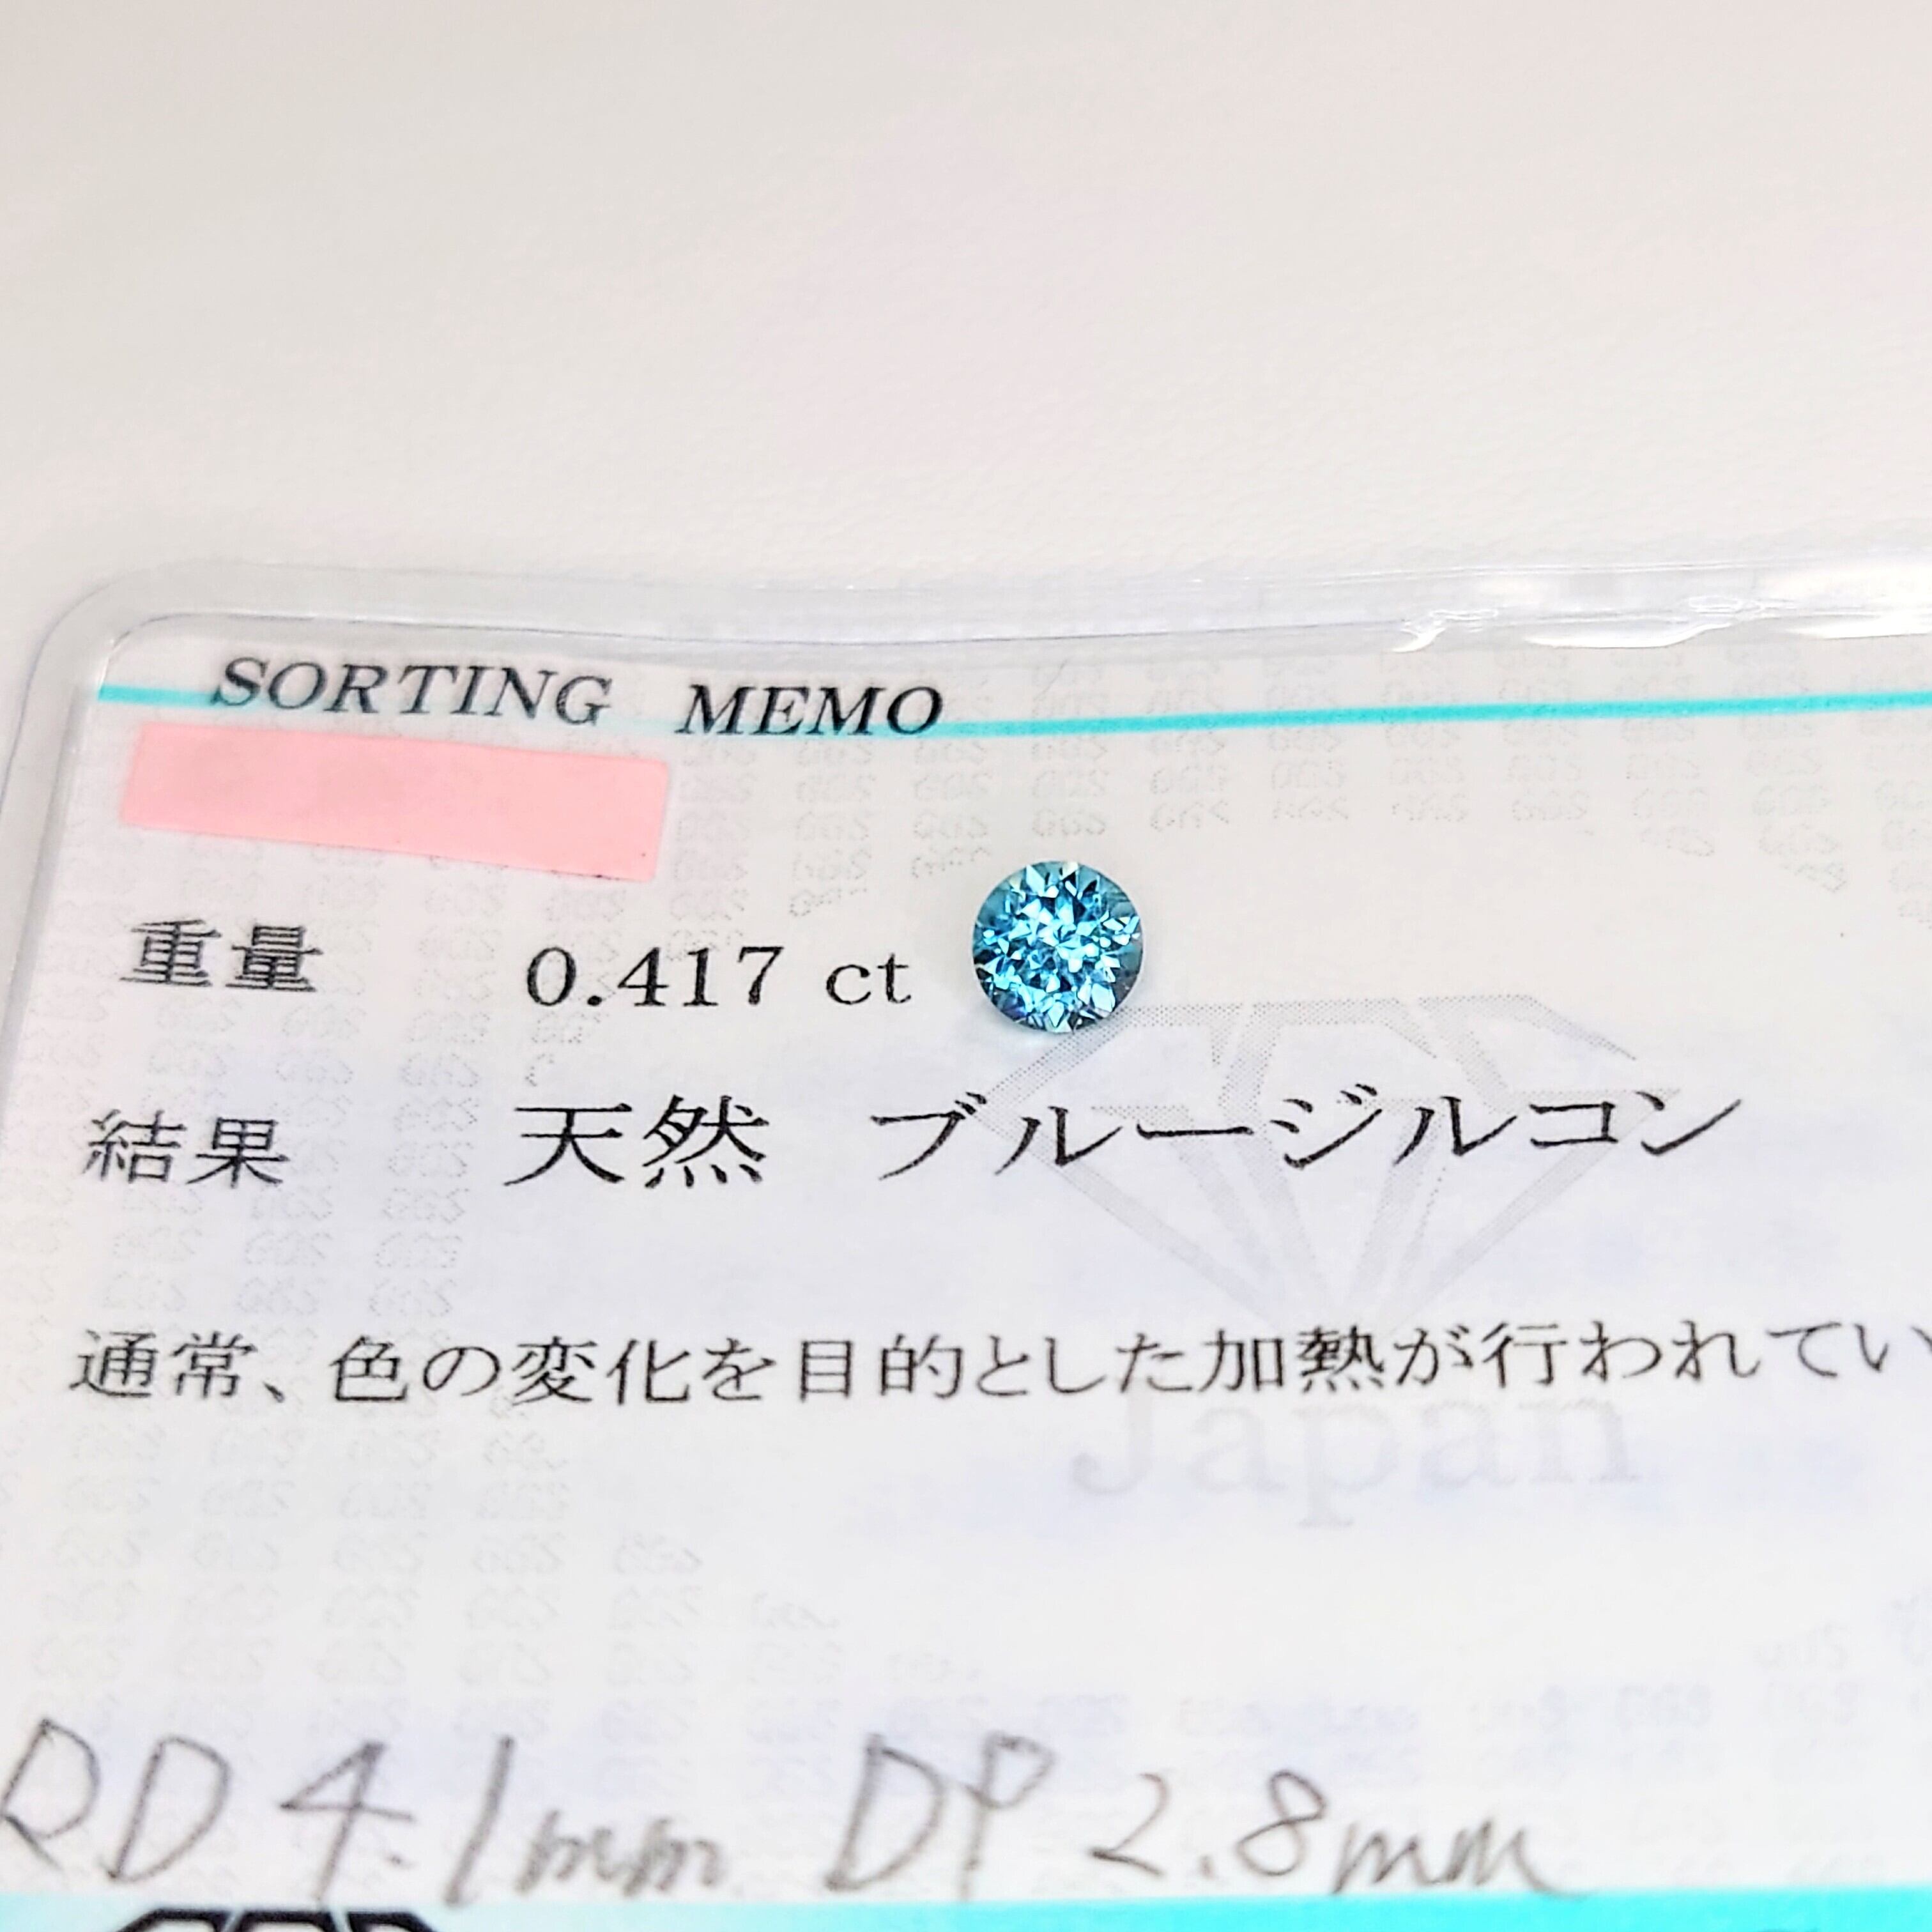 SORTING MEMO
重量 0.417 ct
結果 天然 ブルージルコン
通常、色の変化を目的とした加熱が行われてい
Japan
RD 4.1mm DP 2.8mm